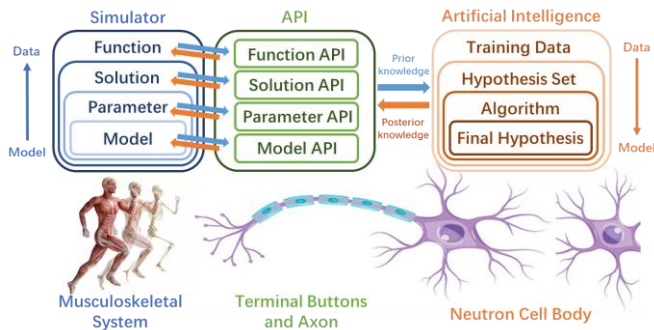 Simulator
API
Artificial Intelligence
Data
Model
Function
Solution
Parameter
Model
Function API
Solution API
Parameter API
Model API
Prior
knowledge
Posterior
knowledge
Training Data
Hypothesis Set
Algorithm
Final Hypothesis
Data
Model
Musculoskeletal
System
Terminal Buttons
and Axon
Neutron Cell Body